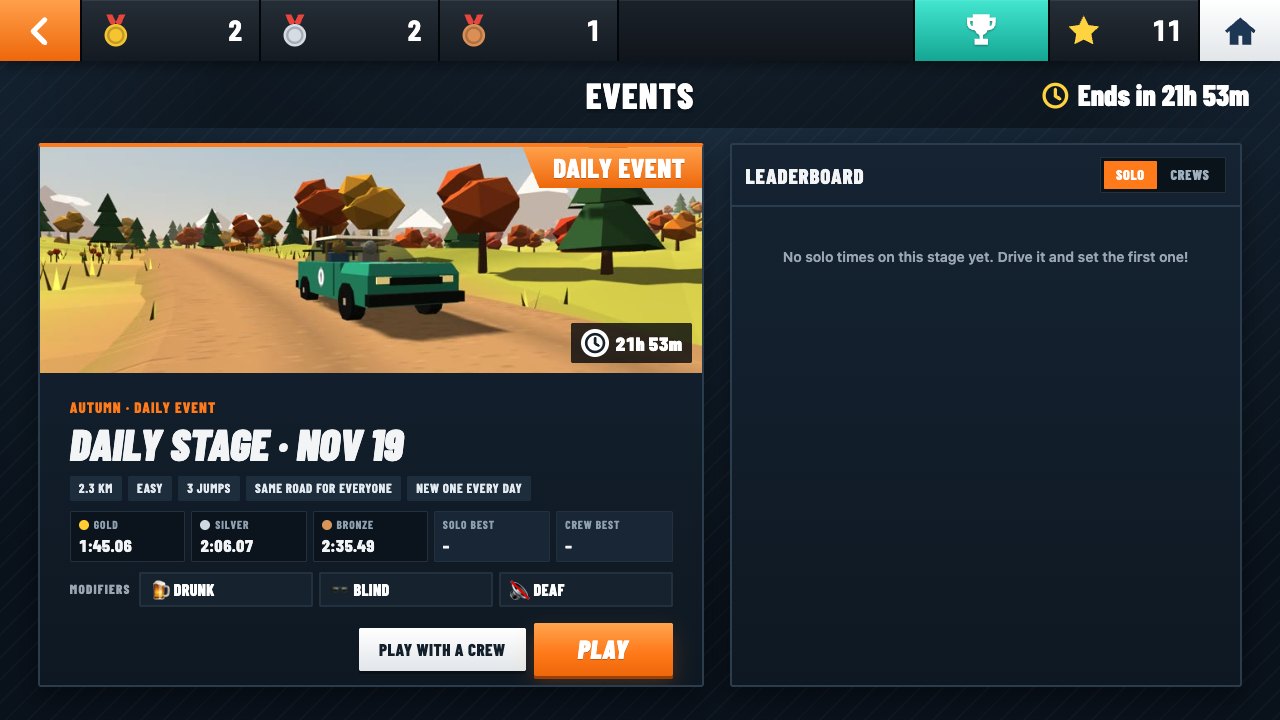 2
2
1
11
EVENTS
Ends in 21h 53m
DAILY EVENT
21h 53m
AUTUMN · DAILY EVENT
DAILY STAGE · NOV 19
2.3 KM
EASY
3 JUMPS
SAME ROAD FOR EVERYONE
NEW ONE EVERY DAY
GOLD
1:45.06
SILVER
2:06.07
BRONZE
2:35.49
SOLO BEST
-
CREW BEST
-
MODIFIERS
DRUNK
BLIND
DEAF
PLAY WITH A CREW
PLAY
LEADERBOARD
SOLO
CREWS
No solo times on this stage yet. Drive it and set the first one!